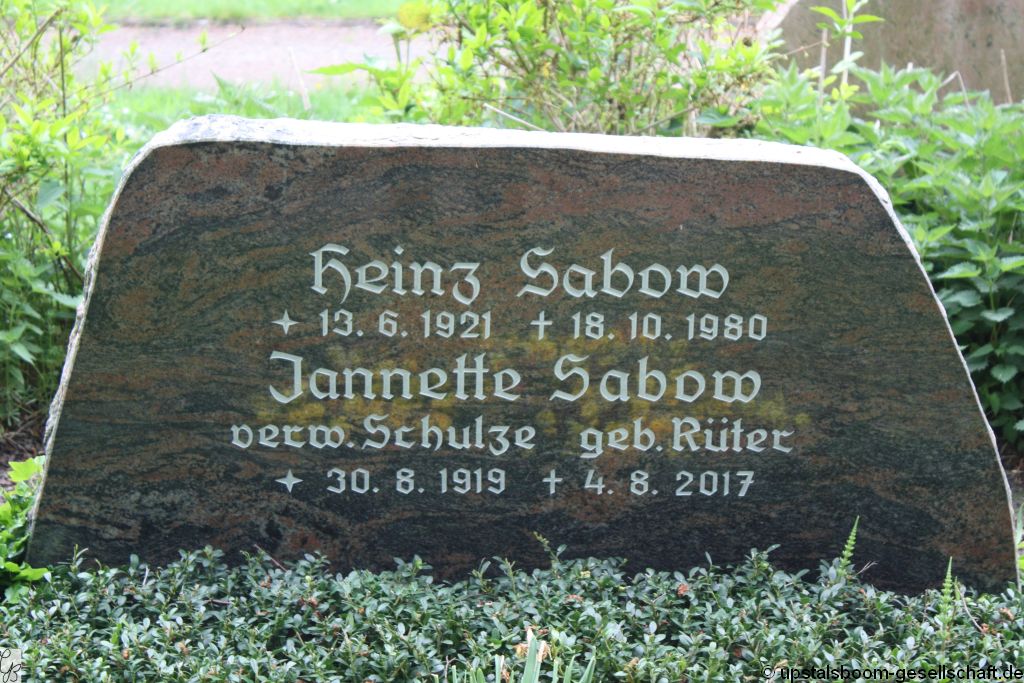 Heinz Sabow
✦ 13. 6. 1921 † 18. 10. 1980
Jannette Sabow
verw. Schulze geb. Rüter
✦ 30. 8. 1919 † 4. 8. 2017
© upstalsboom-gesellschaft.de